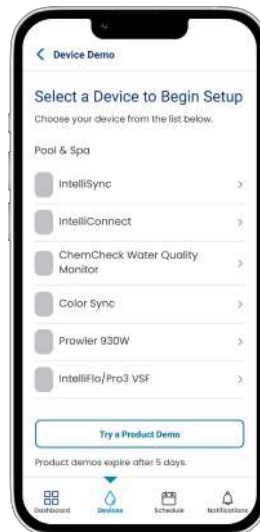 Device Demo
Select a Device to Begin Setup
Choose your device from the list below.
Pool & Spa
IntelliSync
IntelliConnect
ChemCheck Water Quality
Monitor
Color Sync
Prowler 930W
IntelliFlo/Pro3 VSF
Try a Product Demo
Product demos expire after 5 days.
Dashboard Devices Schedule Notifications